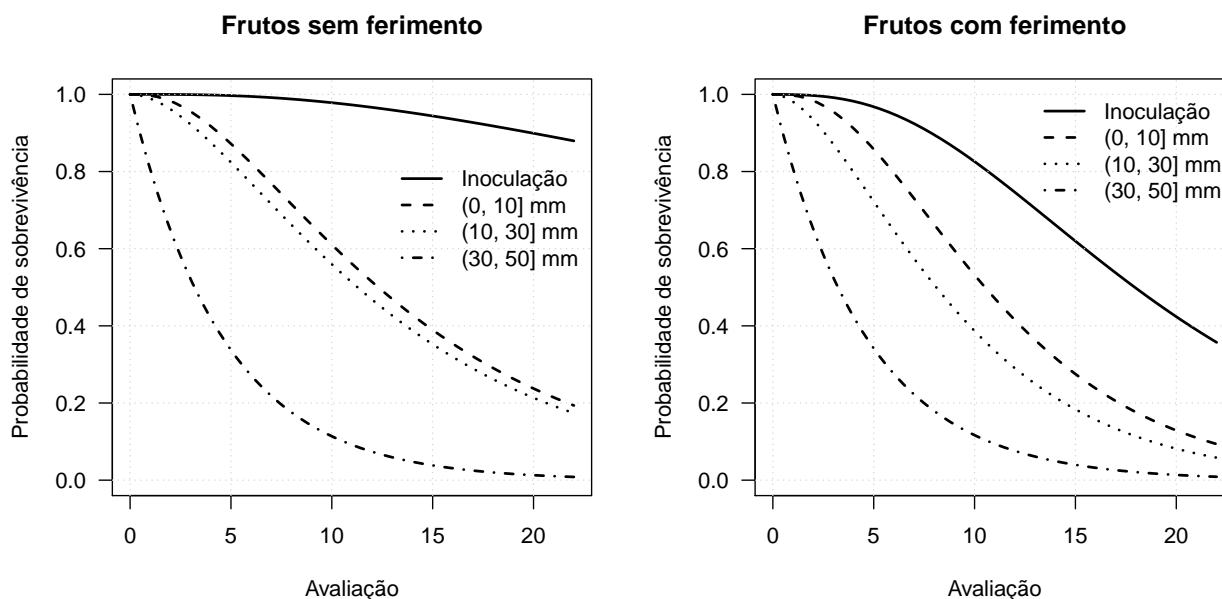 Frutos sem ferimento
Probabilidade de sobrevivência
1.0
0.8
0.6
0.4
0.2
0.0
Inoculação
(0, 10] mm
(10, 30] mm
(30, 50] mm
0 5 10 15 20
Avaliação
Frutos com ferimento
Probabilidade de sobrevivência
1.0
0.8
0.6
0.4
0.2
0.0
Inoculação
(0, 10] mm
(10, 30] mm
(30, 50] mm
0 5 10 15 20
Avaliação